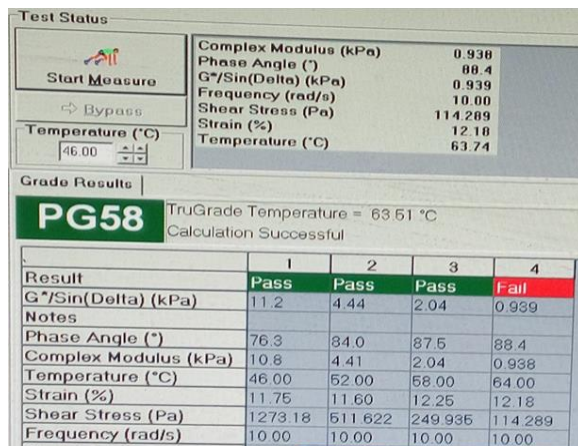 Test Status
Complex Modulus (kPa) 0.938
Phase Angle (°) 88.4
G*/Sin(Delta) (kPa) 0.939
Frequency (rad/s) 10.00
Shear Stress (Pa) 114.289
Strain (%) 12.18
Temperature (°C) 63.74
Start Measure
Bypass
Temperature (°C)
46.00
Grade Results
PG58
TruGrade Temperature = 63.51 °C
Calculation Successful
1 2 3 4
Result Pass Pass Pass Fail
G*/Sin(Delta) (kPa) 11.2 4.44 2.04 0.939
Notes
Phase Angle (°) 76.3 84.0 87.5 88.4
Complex Modulus (kPa) 10.8 4.41 2.04 0.938
Temperature (°C) 46.00 52.00 58.00 64.00
Strain (%) 11.75 11.60 12.25 12.18
Shear Stress (Pa) 1273.18 511.622 249.935 114.289
Frequency (rad/s) 10.00 10.00 10.00 10.00